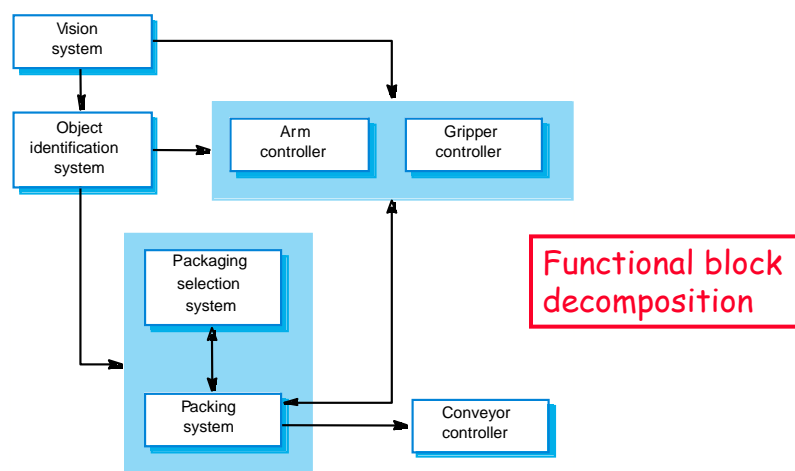 Vision
system
Object
identification
system
Arm
controller
Gripper
controller
Packaging
selection
system
Packing
system
Conveyor
controller
Functional block
decomposition